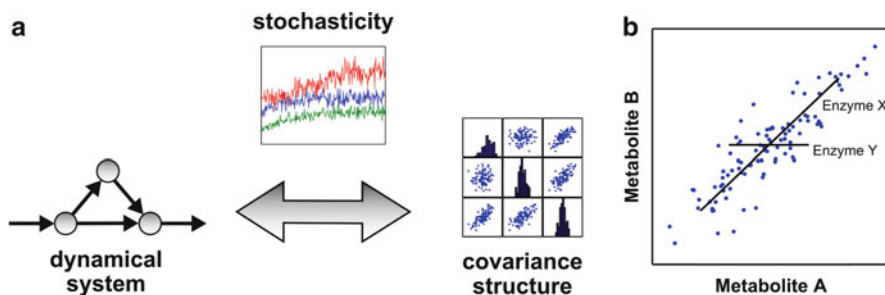 a
stochasticity
dynamical
system
covariance
structure
b
Metabolite B
Enzyme X
Enzyme Y
Metabolite A